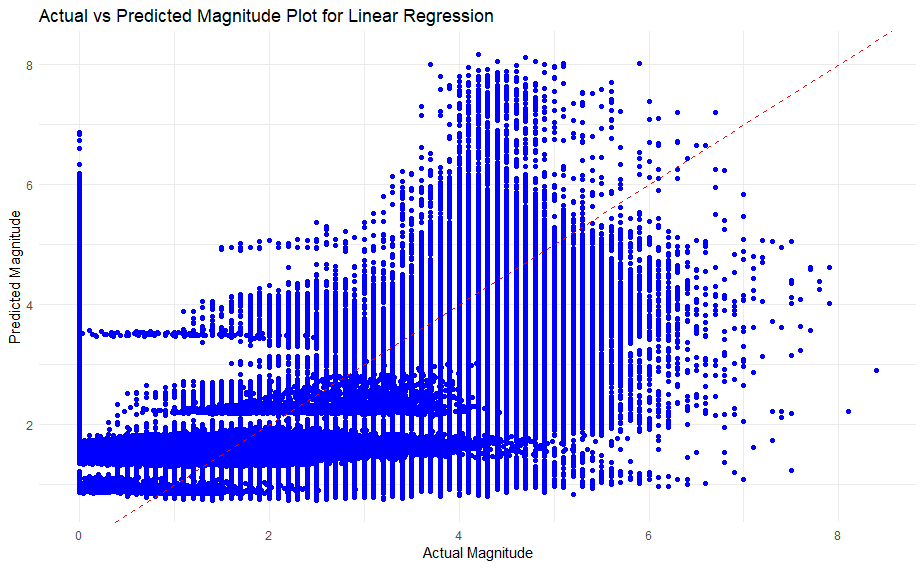 Actual vs Predicted Magnitude Plot for Linear Regression
8
6
4
2
Predicted Magnitude
0 2 4 6 8
Actual Magnitude